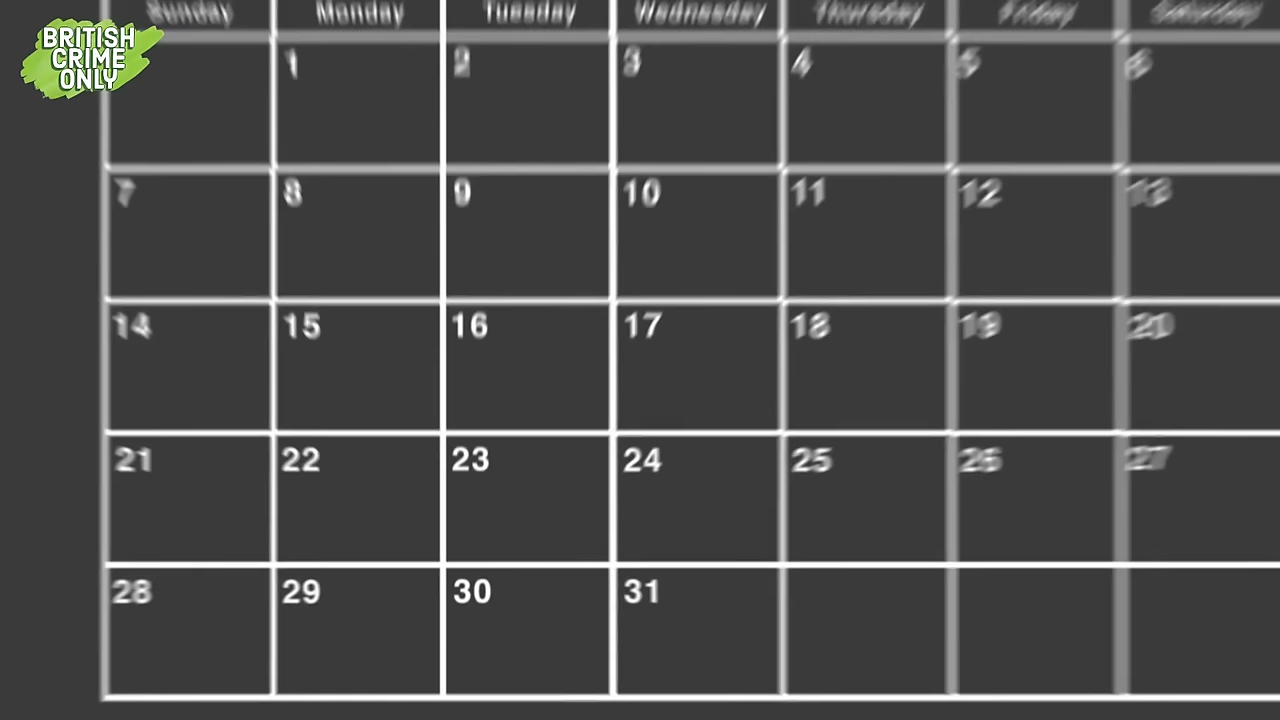 BRITISH
CRIME
ONLY
Sunday Monday Tuesday Wednesday Thursday Friday Saturday
1 2 3 4 5 6
7 8 9 10 11 12 13
14 15 16 17 18 19 20
21 22 23 24 25 26 27
28 29 30 31